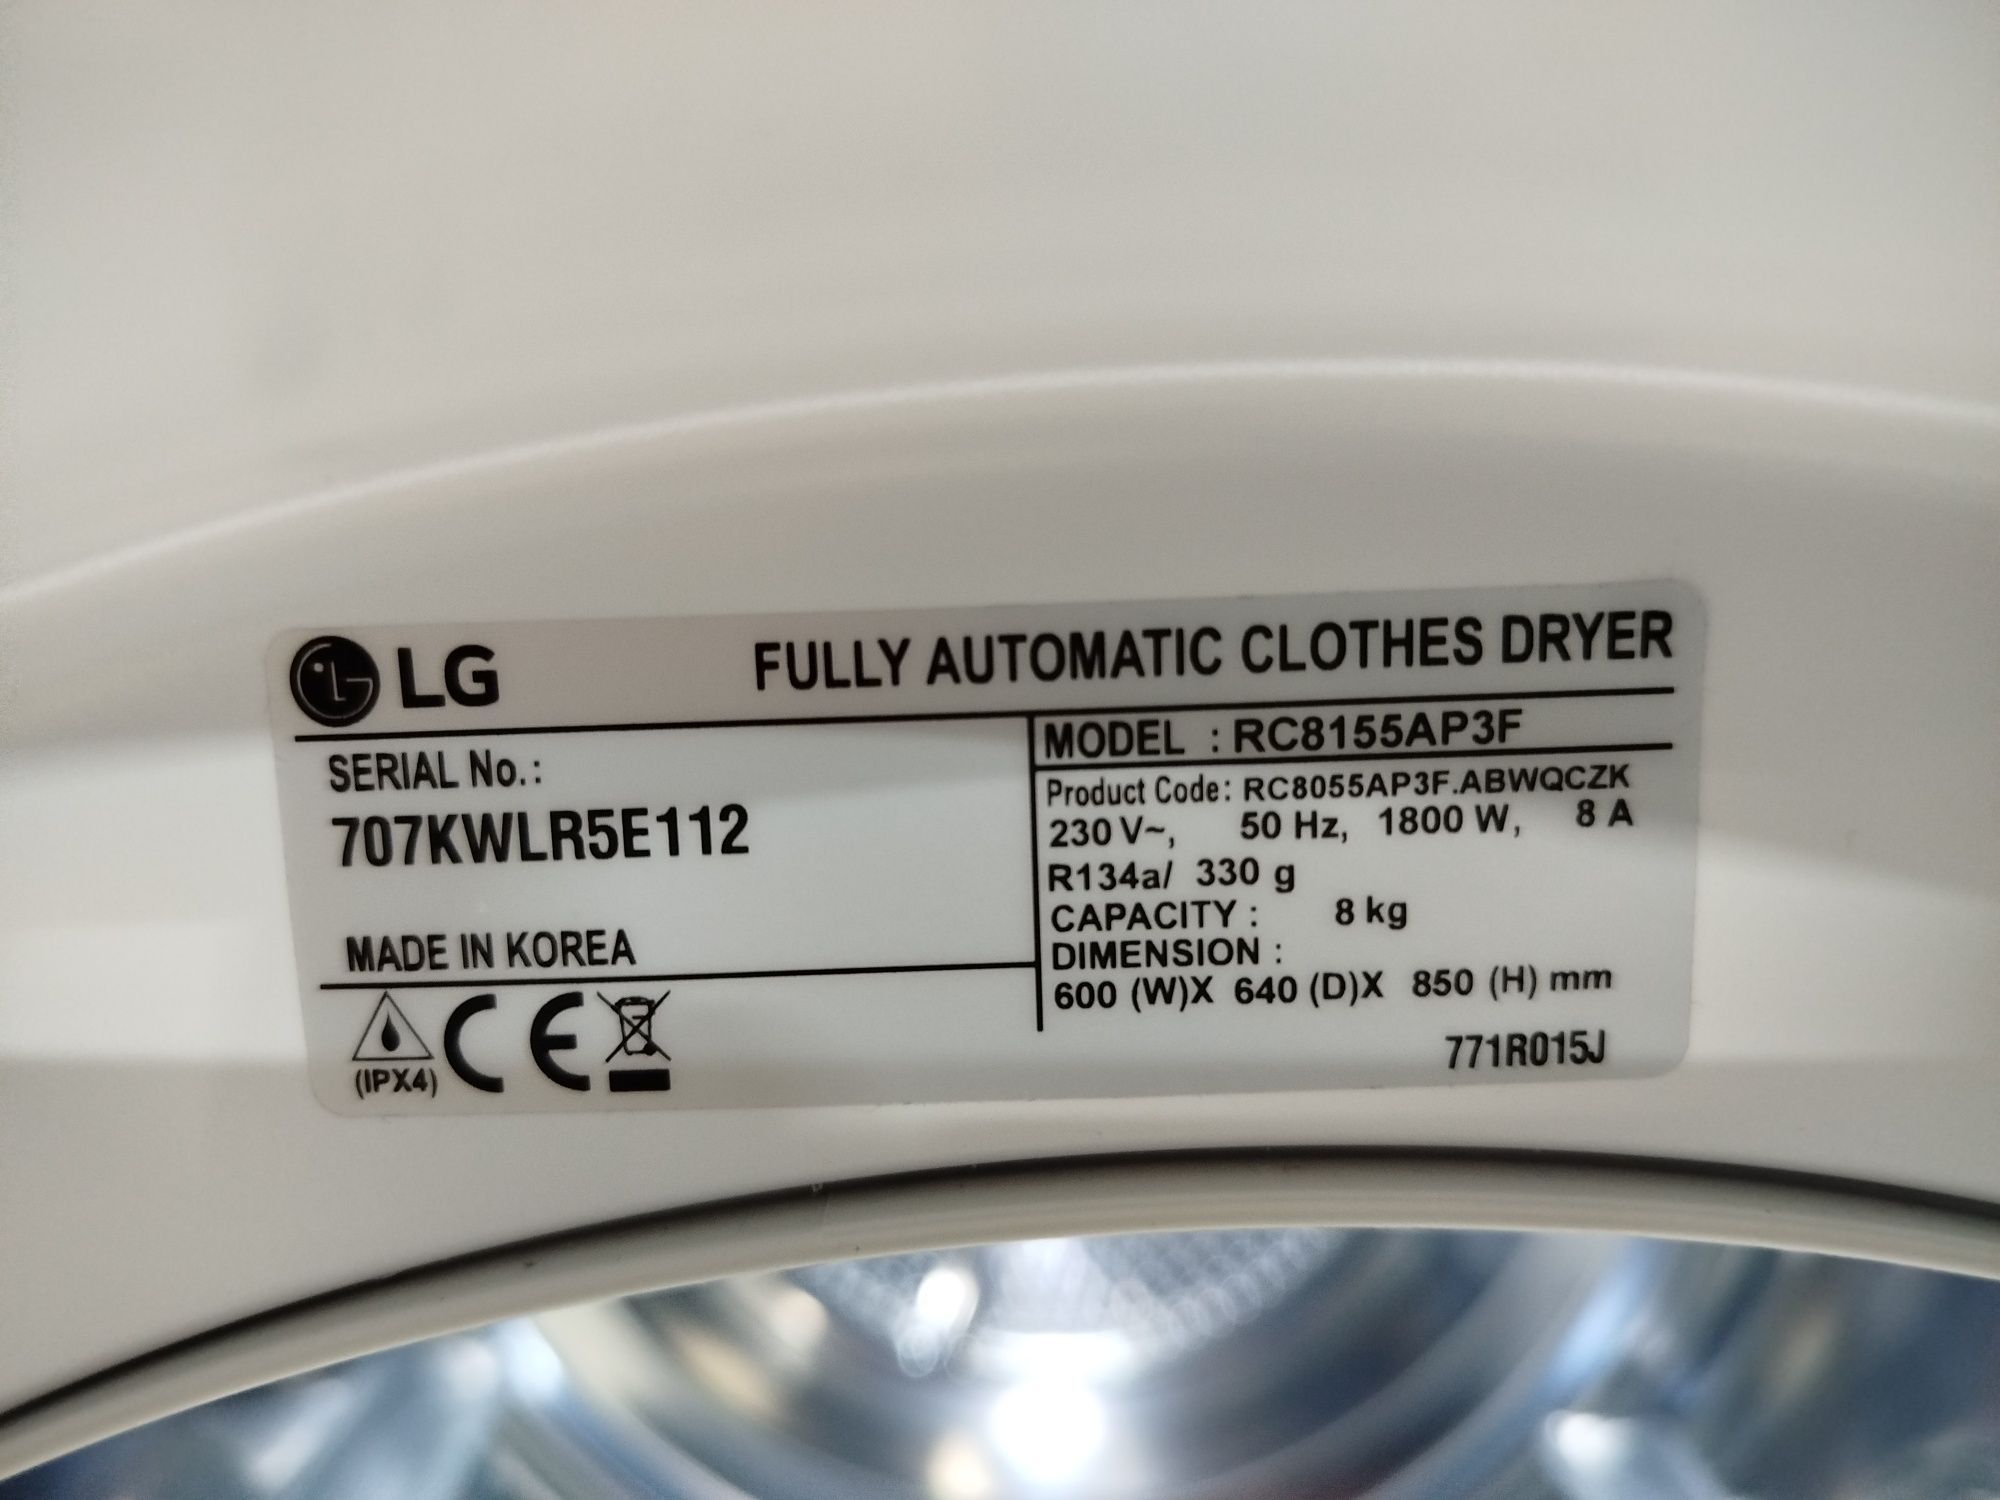 LG FULLY AUTOMATIC CLOTHES DRYER
SERIAL No.:
707KWLR5E112
MADE IN KOREA
(IPX4) CE
MODEL : RC8155AP3F
Product Code: RC8055AP3F.ABWQCZK
230 V~, 50 Hz, 1800 W, 8 A
R134a/ 330 g
CAPACITY : 8 kg
DIMENSION :
600 (W)X 640 (D)X 850 (H) mm
771R015J